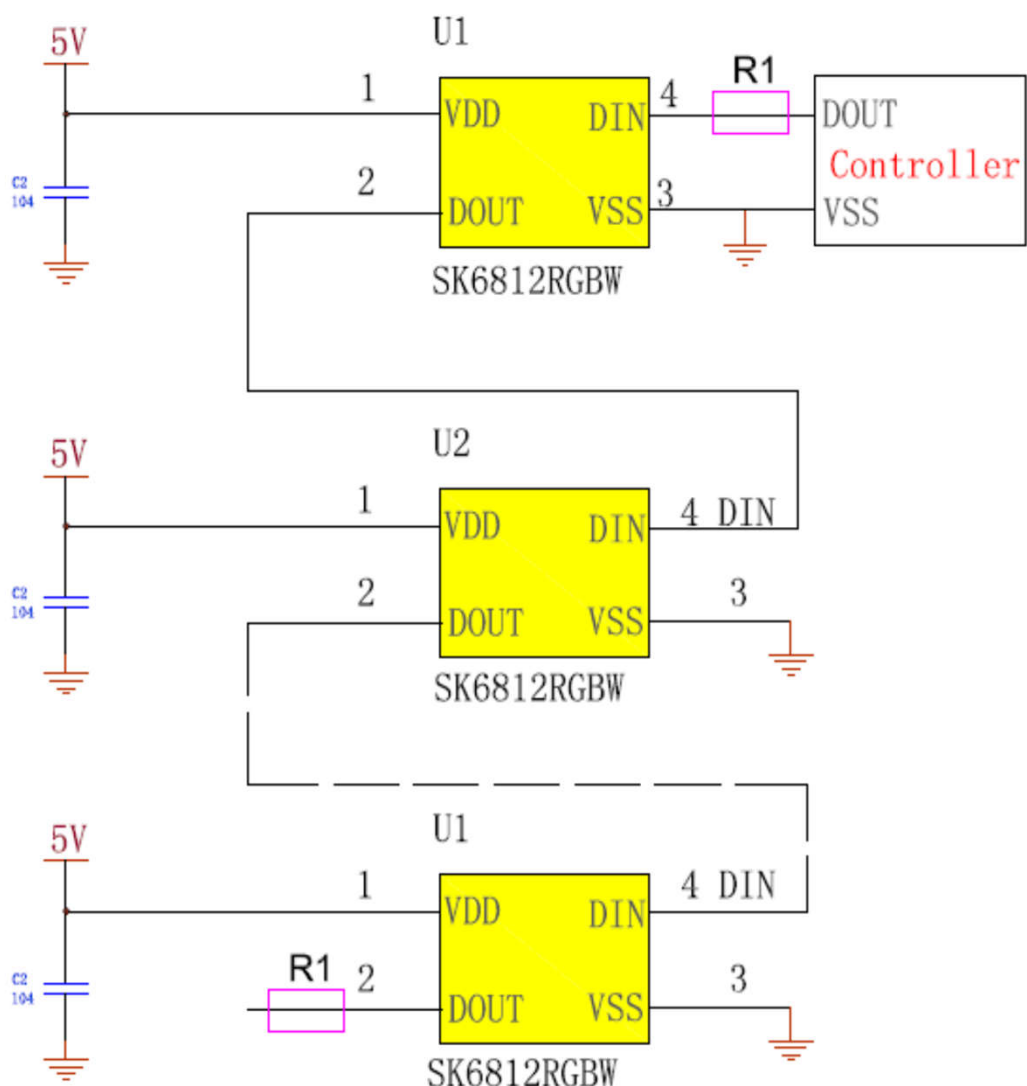 U1
5V
R1
1
4
VDD
DIN
DOUT
Controller
C2
104
2
3
DOUT
VSS
VSS
SK6812RGBW
U2
5V
1
4 DIN
VDD
DIN
C2
104
2
3
DOUT
VSS
SK6812RGBW
U1
5V
1
4 DIN
VDD
DIN
R1
C2
104
2
3
DOUT
VSS
SK6812RGBW